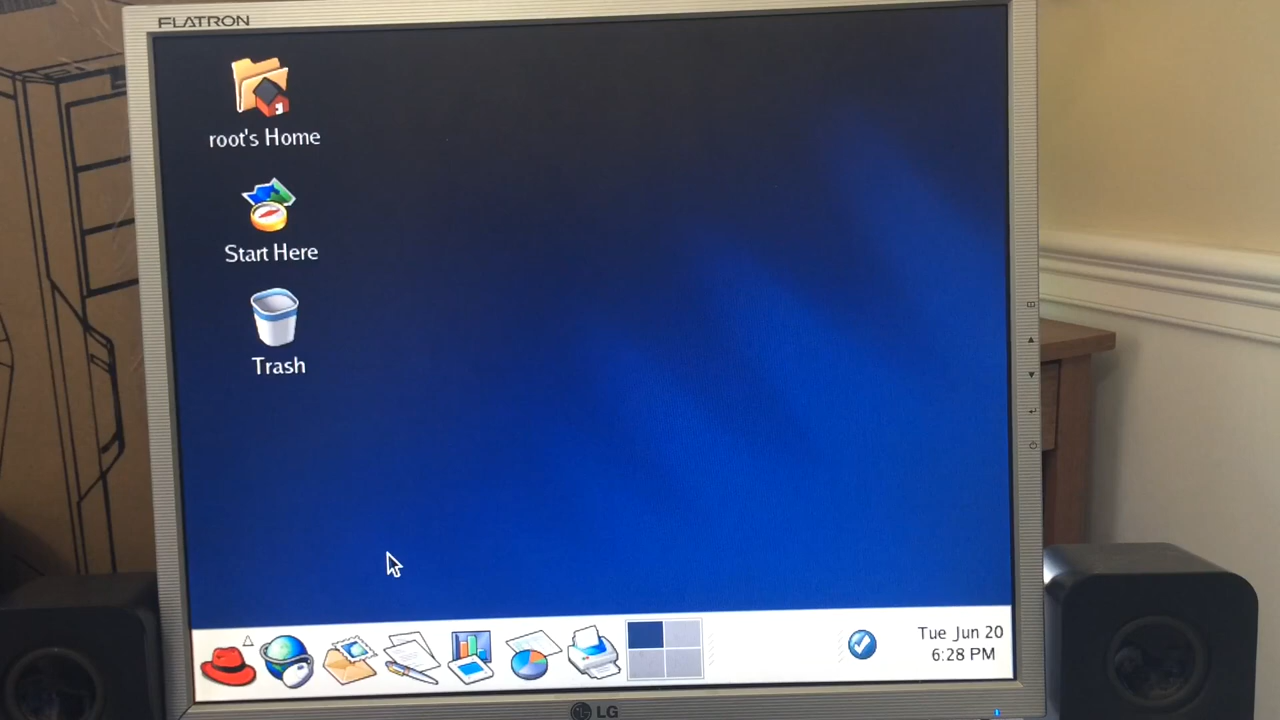 FLATRON
root's Home
Start Here
Trash
Tue Jun 20
6:28 PM
LG